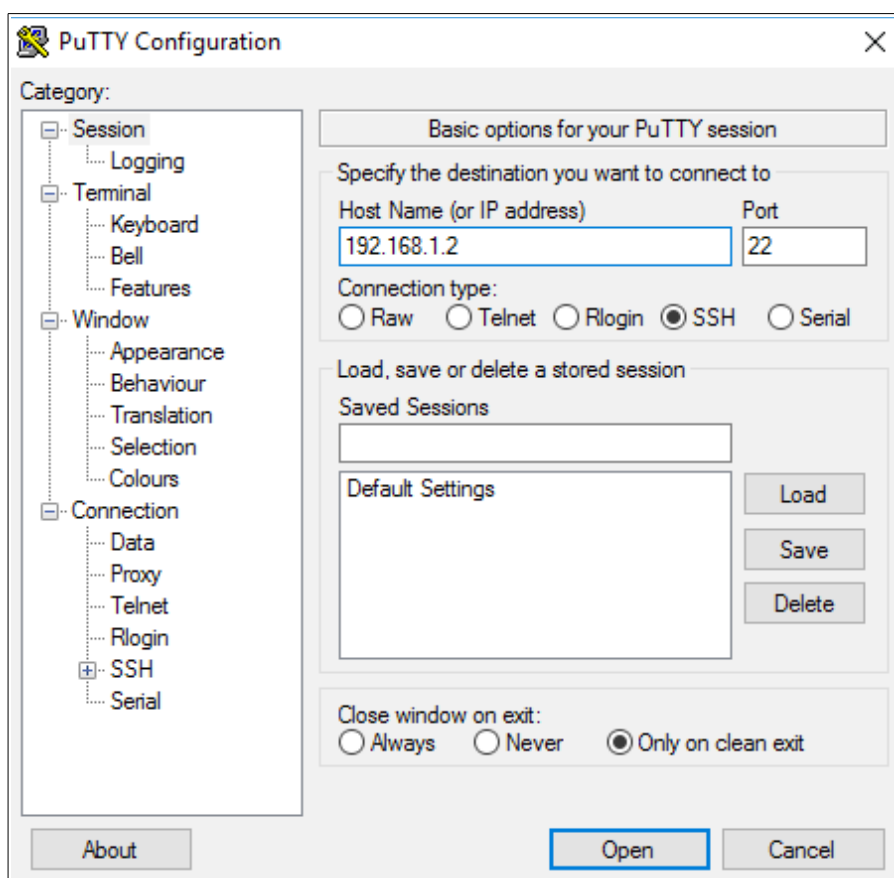 PuTTY Configuration
Category:
Session
Logging
Terminal
Keyboard
Bell
Features
Window
Appearance
Behaviour
Translation
Selection
Colours
Connection
Data
Proxy
Telnet
Rlogin
SSH
Serial
Basic options for your PuTTY session
Specify the destination you want to connect to
Host Name (or IP address) Port
192.168.1.2 22
Connection type:
Raw Telnet Rlogin SSH Serial
Load, save or delete a stored session
Saved Sessions
Default Settings
Load
Save
Delete
Close window on exit:
Always Never Only on clean exit
About Open Cancel